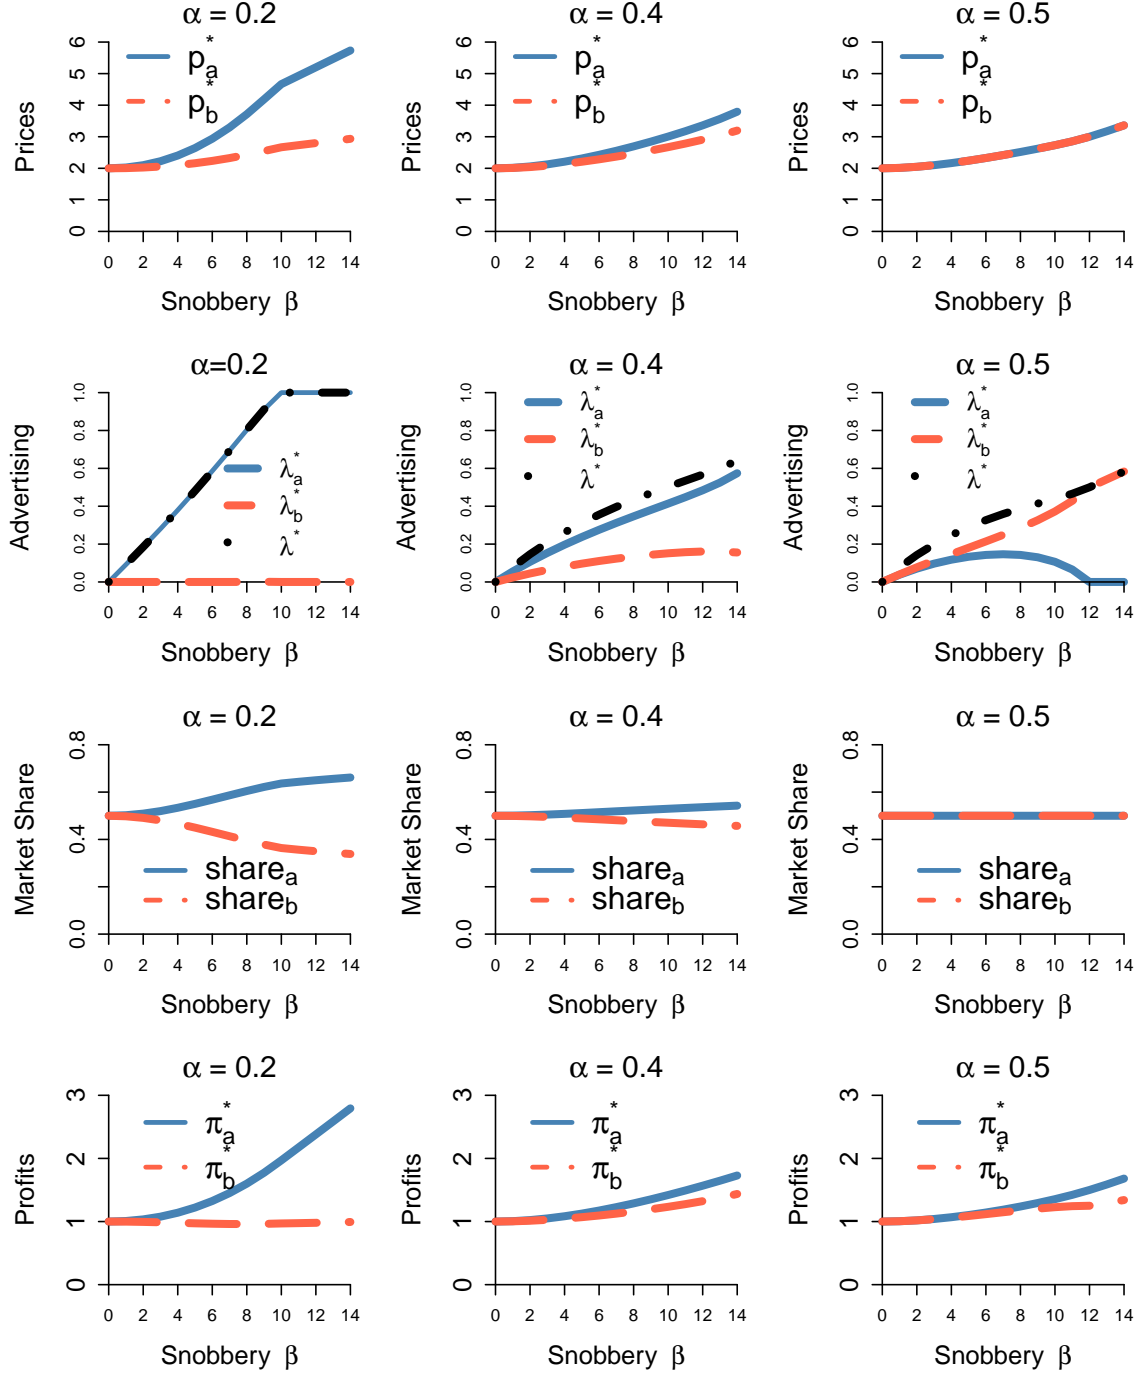 α = 0.2
Prices
0 1 2 3 4 5 6
p*a
p*b
0 2 4 6 8 10 12 14
Snobbery β
α = 0.4
Prices
0 1 2 3 4 5 6
p*a
p*b
0 2 4 6 8 10 12 14
Snobbery β
α = 0.5
Prices
0 1 2 3 4 5 6
p*a
p*b
0 2 4 6 8 10 12 14
Snobbery β
α=0.2
Advertising
0.0 0.2 0.4 0.6 0.8 1.0
λ*a
λ*b
λ*
0 2 4 6 8 10 12 14
Snobbery β
α = 0.4
Advertising
0.0 0.2 0.4 0.6 0.8 1.0
λ*a
λ*b
λ*
0 2 4 6 8 10 12 14
Snobbery β
α = 0.5
Advertising
0.0 0.2 0.4 0.6 0.8 1.0
λ*a
λ*b
λ*
0 2 4 6 8 10 12 14
Snobbery β
α = 0.2
Market Share
0.0 0.4 0.8
share a
share b
0 2 4 6 8 10 12 14
Snobbery β
α = 0.4
Market Share
0.0 0.4 0.8
share a
share b
0 2 4 6 8 10 12 14
Snobbery β
α = 0.5
Market Share
0.0 0.4 0.8
share a
share b
0 2 4 6 8 10 12 14
Snobbery β
α = 0.2
Profits
0 1 2 3
π*a
π*b
0 2 4 6 8 10 12 14
Snobbery β
α = 0.4
Profits
0 1 2 3
π*a
π*b
0 2 4 6 8 10 12 14
Snobbery β
α = 0.5
Profits
0 1 2 3
π*a
π*b
0 2 4 6 8 10 12 14
Snobbery β